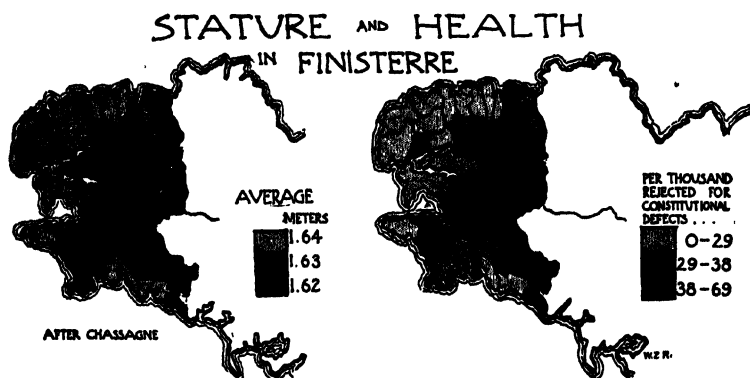 STATURE AND HEALTH
IN FINISTERRE
AVERAGE
METERS
1.64
1.63
1.62
AFTER CHASSAGNE
PER THOUSAND
REJECTED FOR
CONSTITUTIONAL
DEFECTS . . .
0-29
29-38
38-69
W.Z.R.